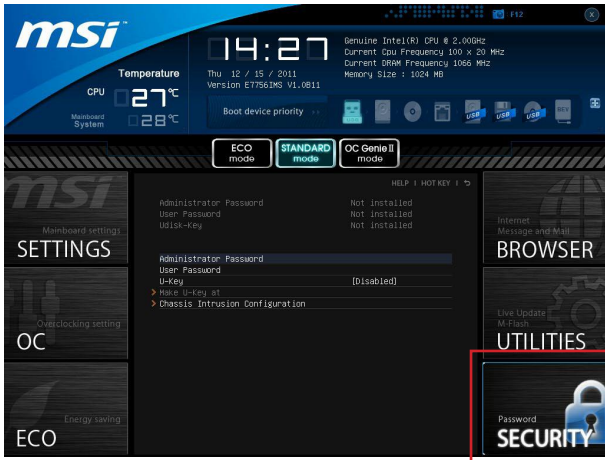 msi
F12
X
14:27
Thu 12 / 15 / 2011
Version E7756IMS V1.0B11
Genuine Intel(R) CPU @ 2.00GHz
Current Cpu Frequency 100 x 20 MHz
Current DRAM Frequency 1066 MHz
Memory Size : 1024 MB
Temperature
CPU 27°C
Mainboard
System 28°C
Boot device priority
USB USB USB DEV
ECO
mode
STANDARD
mode
OC Genie II
mode
HELP | HOT KEY |
msi
Mainboard settings
SETTINGS
Overclocking setting
OC
Energy saving
ECO
Administrator Password Not installed
User Password Not installed
Udisk-Key Not installed
Administrator Password
User Password
U-Key [Disabled]
Make U-Key at
Chassis Intrusion Configuration
Internet
Message and Mail
BROWSER
Live Update
M-Flash
UTILITIES
Password
SECURITY